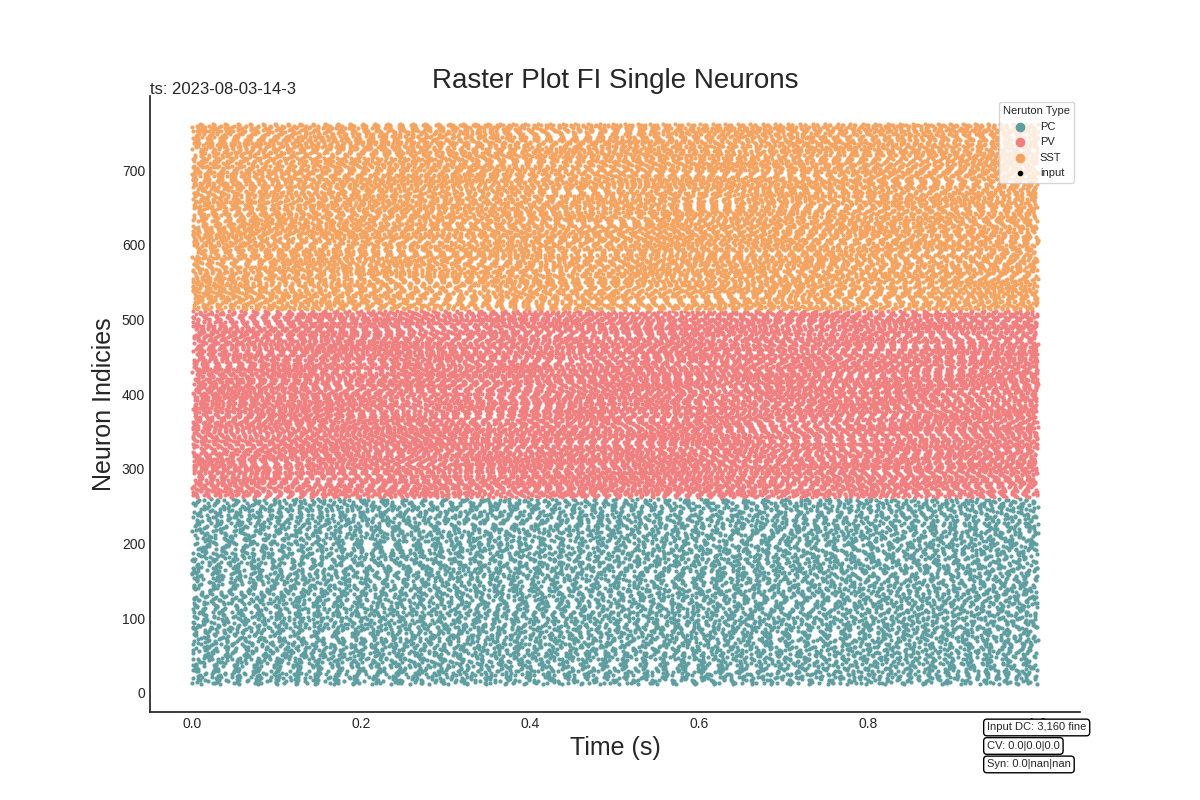 Raster Plot FI Single Neurons
ts: 2023-08-03-14-3
Neruton Type
PC
PV
SST
input
700
600
500
400
300
200
100
0
Neuron Indicies
0.0 0.2 0.4 0.6 0.8
Time (s)
Input DC: 3,160 fine
CV: 0.0|0.0|0.0
Syn: 0.0|nan|nan